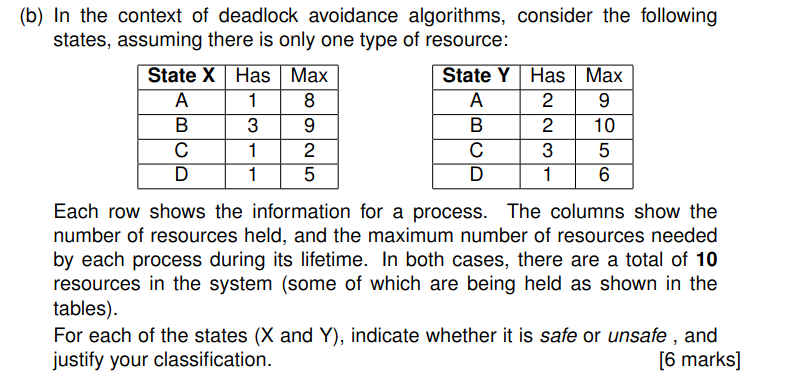 (b) In the context of deadlock avoidance algorithms, consider the following
states, assuming there is only one type of resource:
State X Has Max
A 1 8
B 3 9
C 1 2
D 1 5
State Y Has Max
A 2 9
B 2 10
C 3 5
D 1 6
Each row shows the information for a process. The columns show the
number of resources held, and the maximum number of resources needed
by each process during its lifetime. In both cases, there are a total of 10
resources in the system (some of which are being held as shown in the
tables).
For each of the states (X and Y), indicate whether it is safe or unsafe , and
justify your classification. [6 marks]